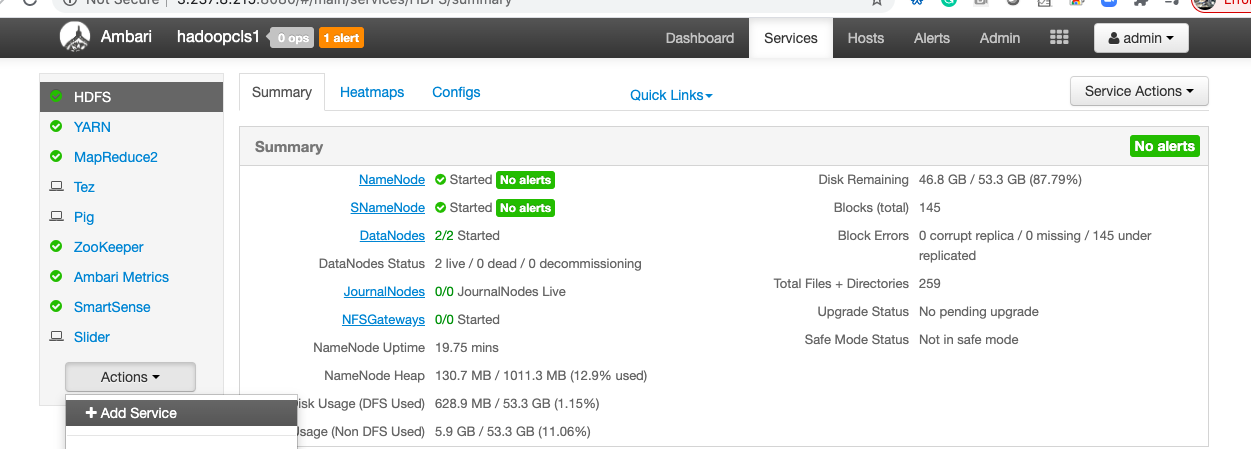 Not Secure | 3.237.8.215:8080/#/main/services/HDFS/summary
Error
Ambari hadoopcls1 0 ops 1 alert Dashboard Services Hosts Alerts Admin admin
HDFS
YARN
MapReduce2
Tez
Pig
ZooKeeper
Ambari Metrics
SmartSense
Slider
Actions
Add Service
Summary Heatmaps Configs Quick Links Service Actions
Summary No alerts
NameNode Started No alerts
SNameNode Started No alerts
DataNodes 2/2 Started
DataNodes Status 2 live / 0 dead / 0 decommissioning
JournalNodes 0/0 JournalNodes Live
NFSGateways 0/0 Started
NameNode Uptime 19.75 mins
NameNode Heap 130.7 MB / 1011.3 MB (12.9% used)
isk Usage (DFS Used) 628.9 MB / 53.3 GB (1.15%)
sage (Non DFS Used) 5.9 GB / 53.3 GB (11.06%)
Disk Remaining 46.8 GB / 53.3 GB (87.79%)
Blocks (total) 145
Block Errors 0 corrupt replica / 0 missing / 145 under
replicated
Total Files + Directories 259
Upgrade Status No pending upgrade
Safe Mode Status Not in safe mode